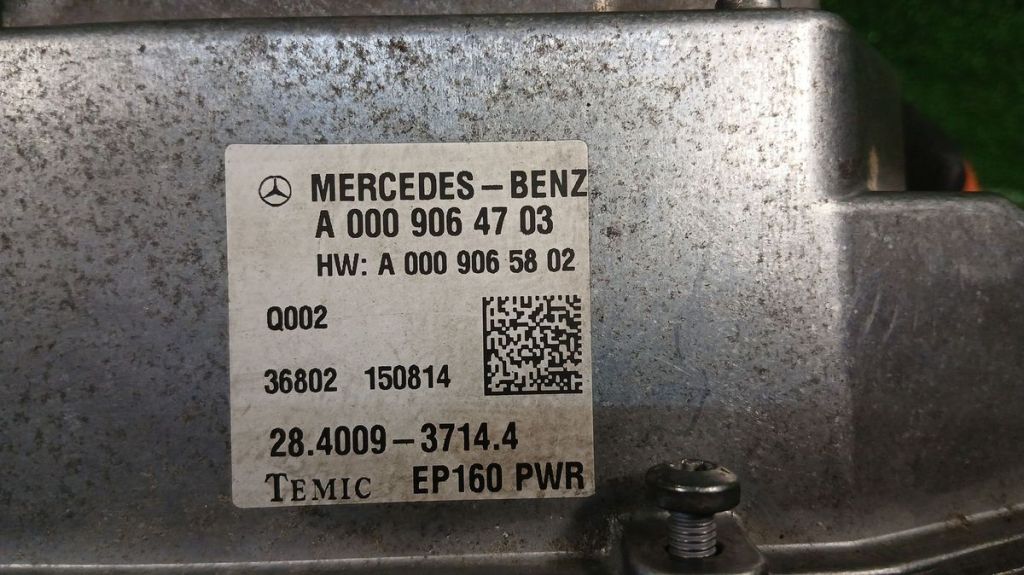 MERCEDES-BENZ
A 000 906 47 03
HW: A 000 906 58 02
Q002
36802 150814
28.4009-3714.4
TEMIC EP160 PWR